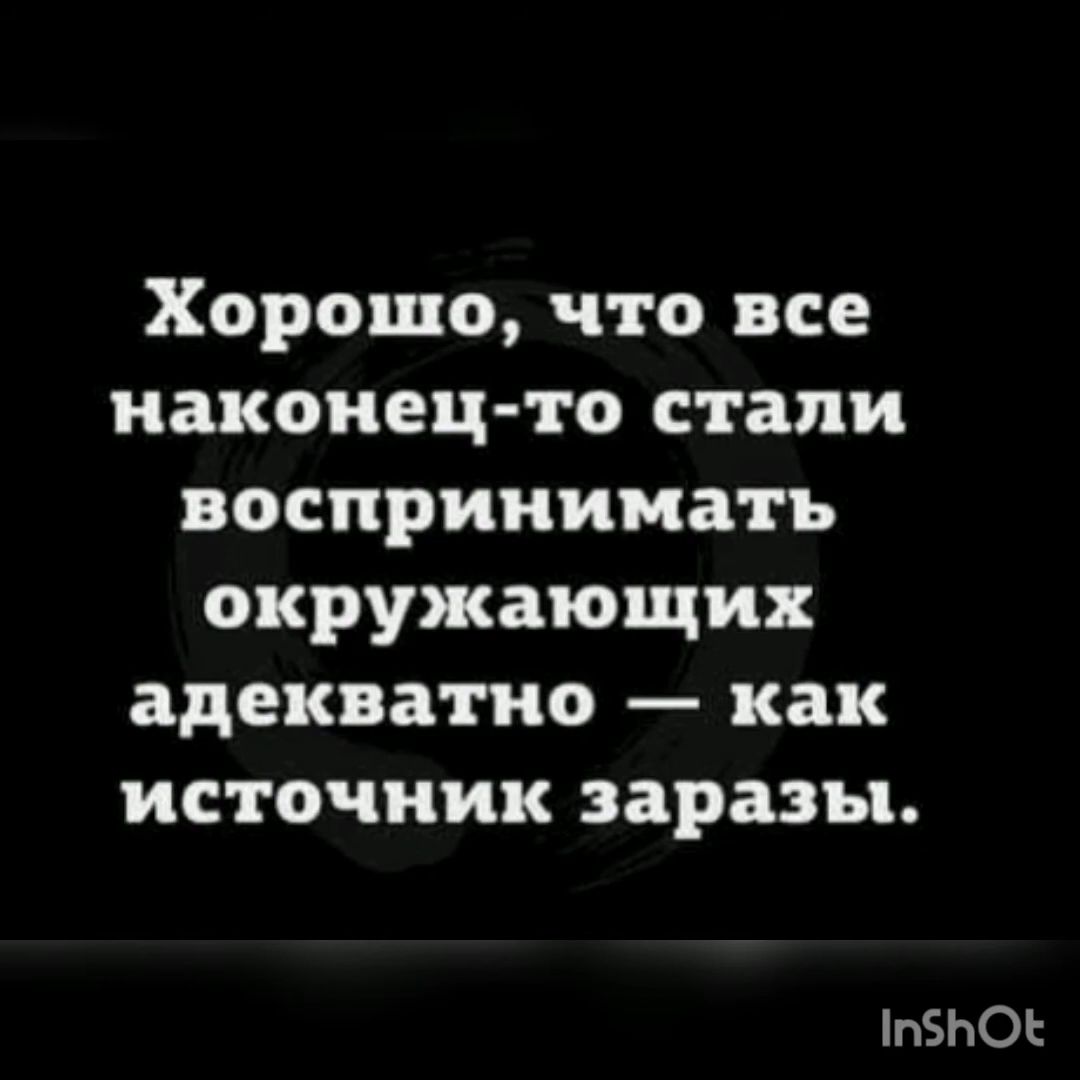 Хорошо, что все
наконец-то стали
воспринимать
окружающих
адекватно — как
источник заразы.
InShOt